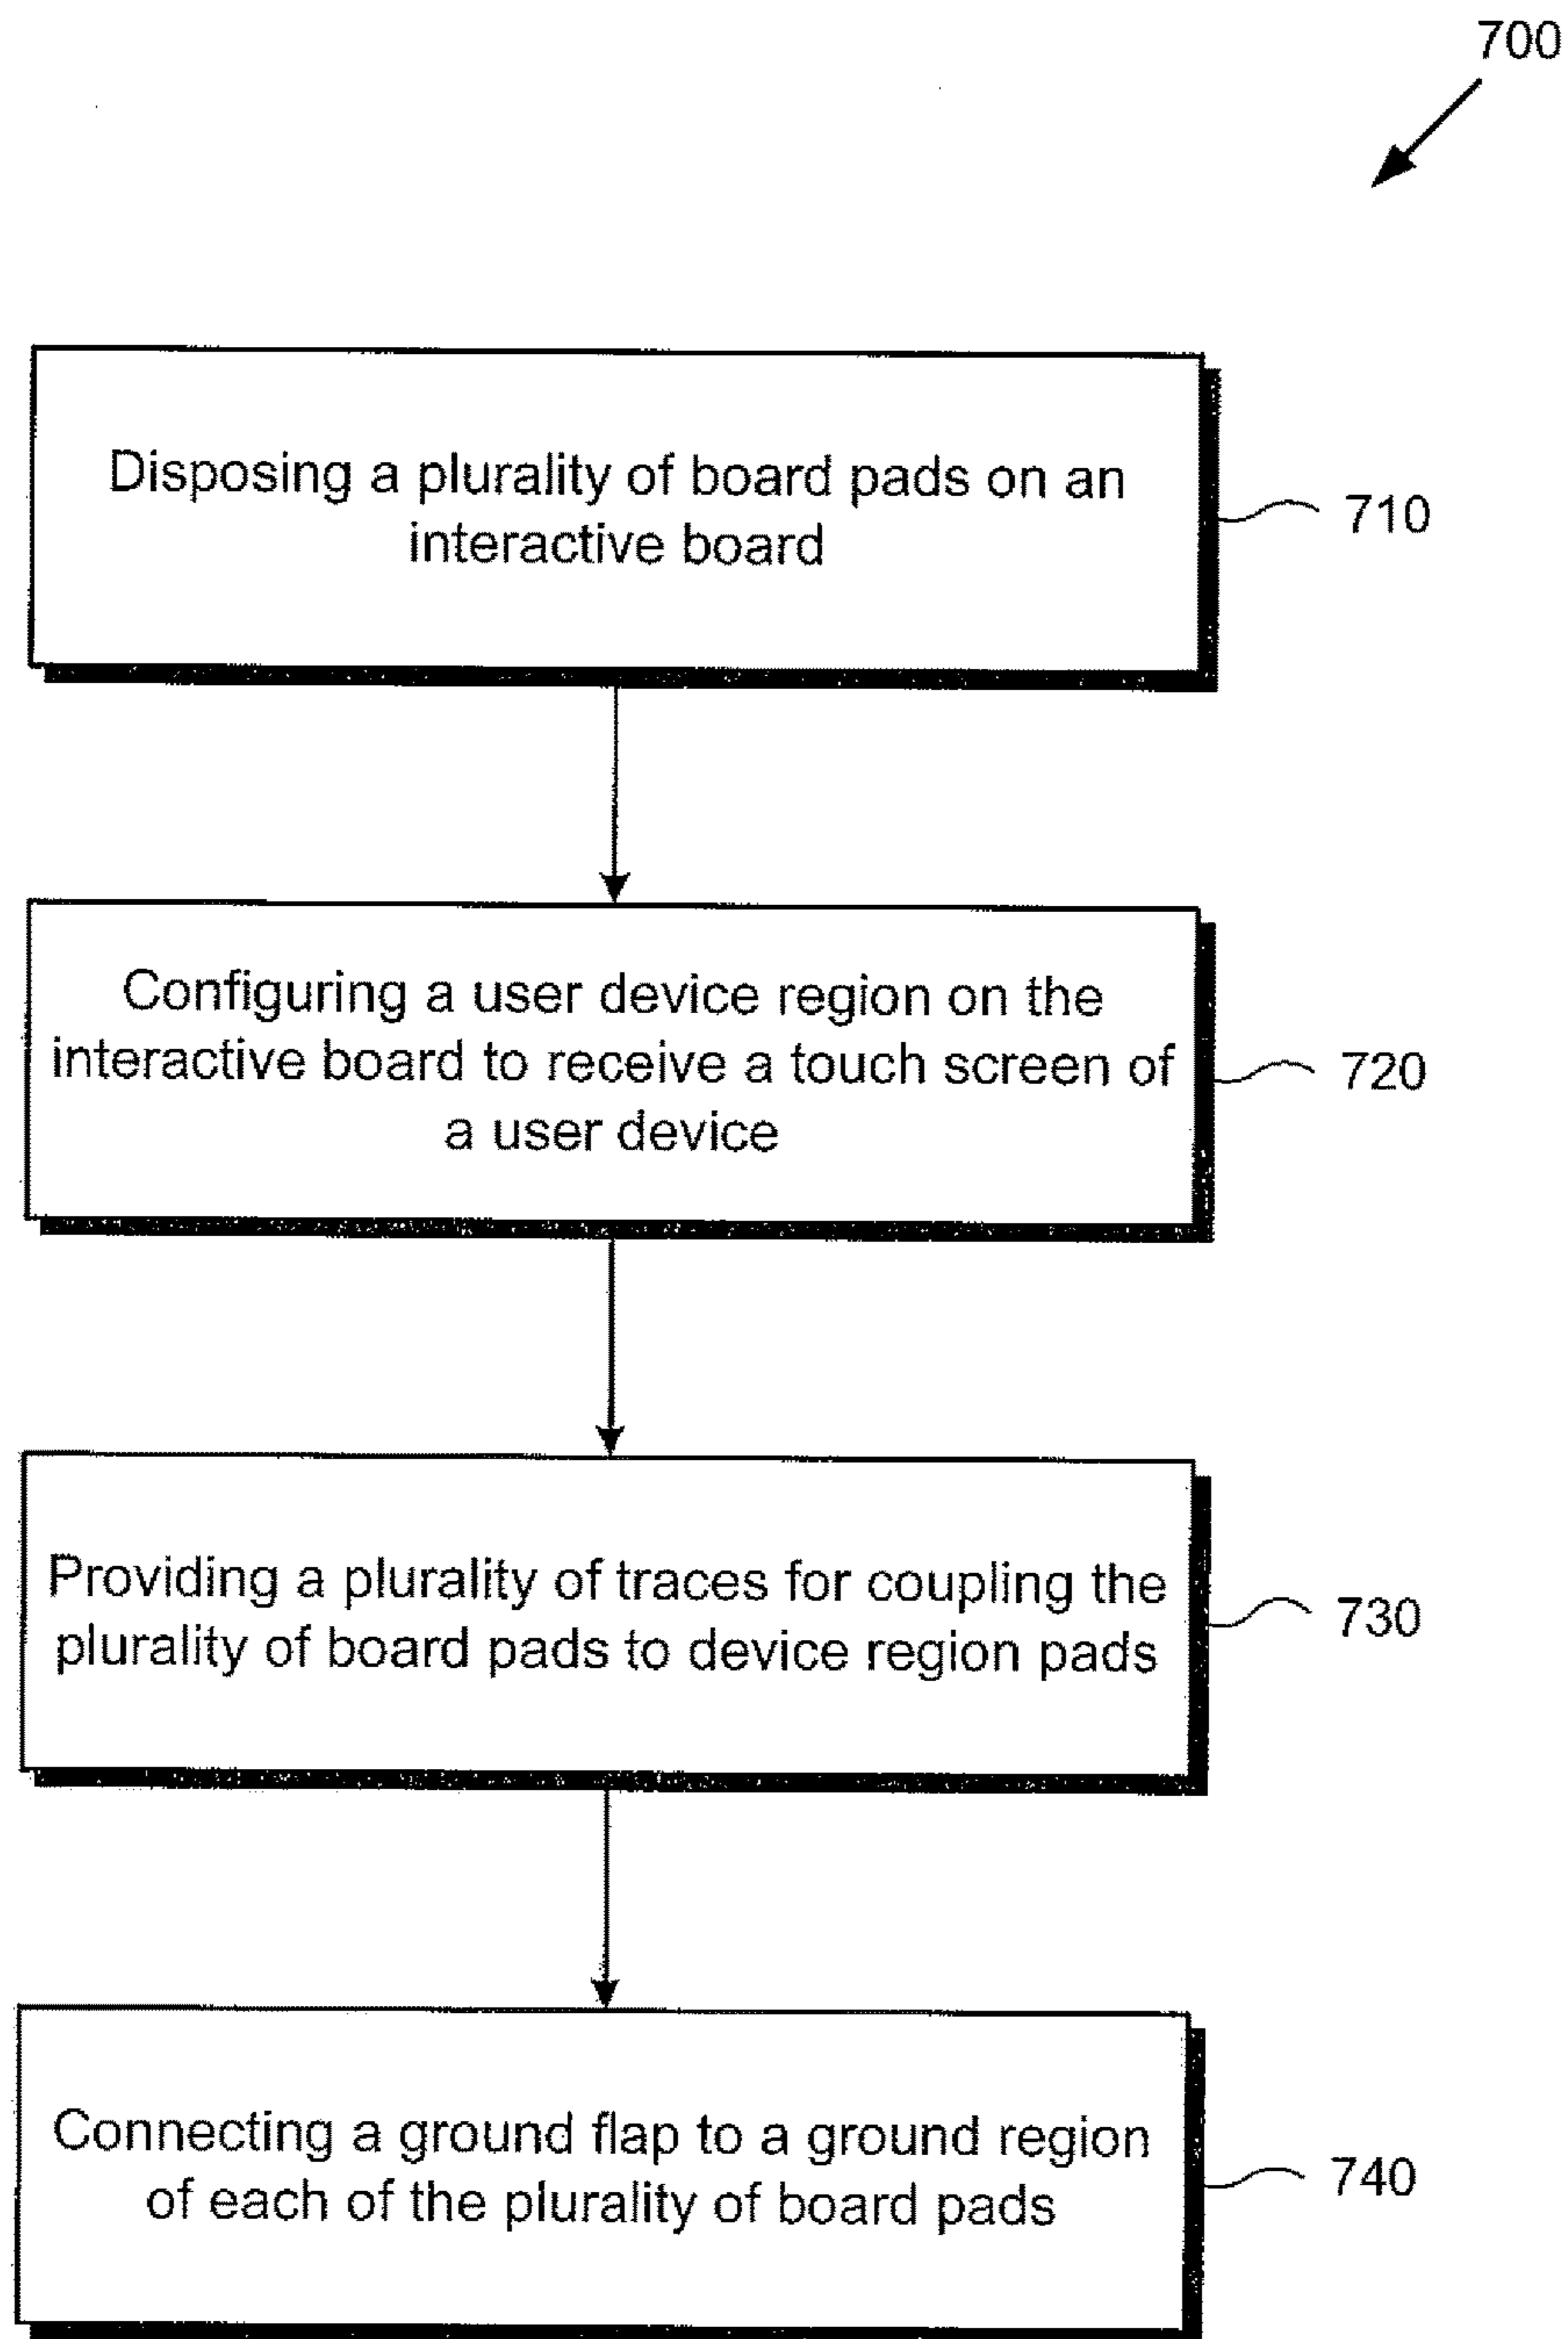 700
Disposing a plurality of board pads on an
interactive board
710
Configuring a user device region on the
interactive board to receive a touch screen of
a user device
720
Providing a plurality of traces for coupling the
plurality of board pads to device region pads
730
Connecting a ground flap to a ground region
of each of the plurality of board pads
740